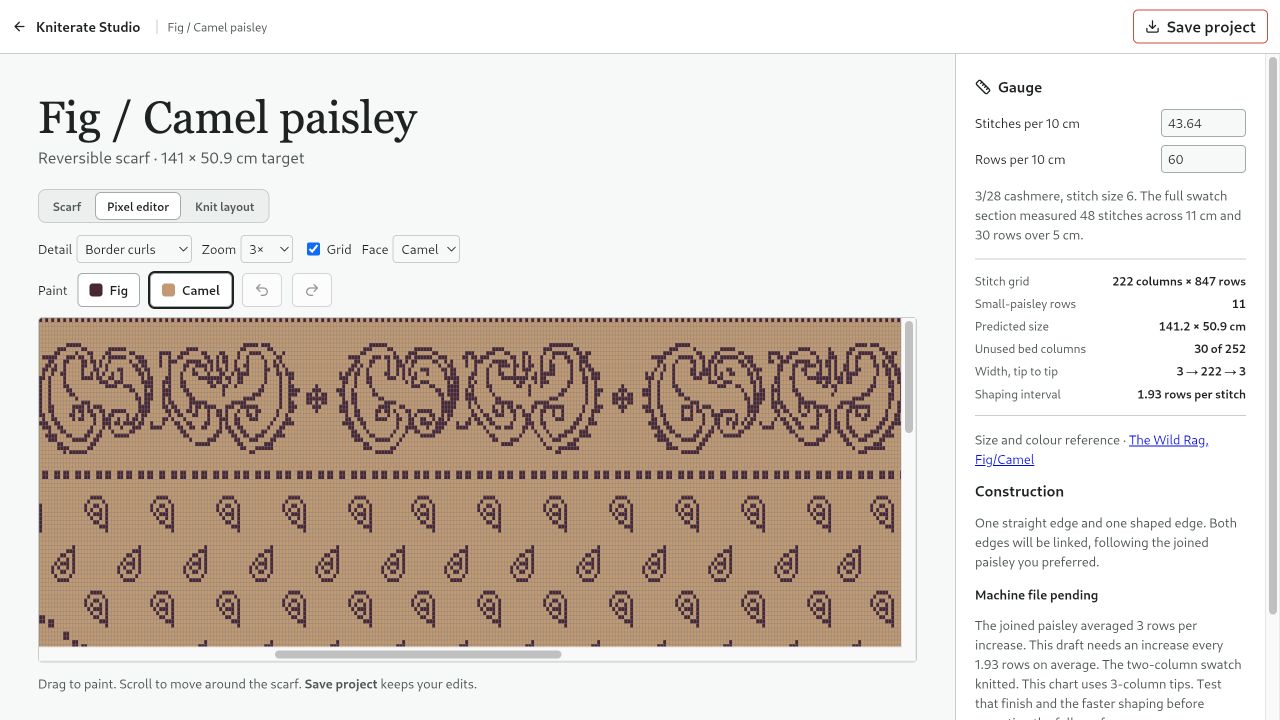 Kniterate Studio
Fig / Camel paisley
Save project
Fig / Camel paisley
Reversible scarf · 141 × 50.9 cm target
Scarf
Pixel editor
Knit layout
Detail
Border curls
Zoom
3×
Grid
Face
Camel
Paint
Fig
Camel
Drag to paint. Scroll to move around the scarf. Save project keeps your edits.
Gauge
Stitches per 10 cm
43.64
Rows per 10 cm
60
3/28 cashmere, stitch size 6. The full swatch
section measured 48 stitches across 11 cm and
30 rows over 5 cm.
Stitch grid
222 columns × 847 rows
Small-paisley rows
11
Predicted size
141.2 × 50.9 cm
Unused bed columns
30 of 252
Width, tip to tip
3 → 222 → 3
Shaping interval
1.93 rows per stitch
Size and colour reference · The Wild Rag,
Fig/Camel
Construction
One straight edge and one shaped edge. Both
edges will be linked, following the joined
paisley you preferred.
Machine file pending
The joined paisley averaged 3 rows per
increase. This draft needs an increase every
1.93 rows on average. The two-column swatch
knitted. This chart uses 3-column tips. Test
that finish and the faster shaping before